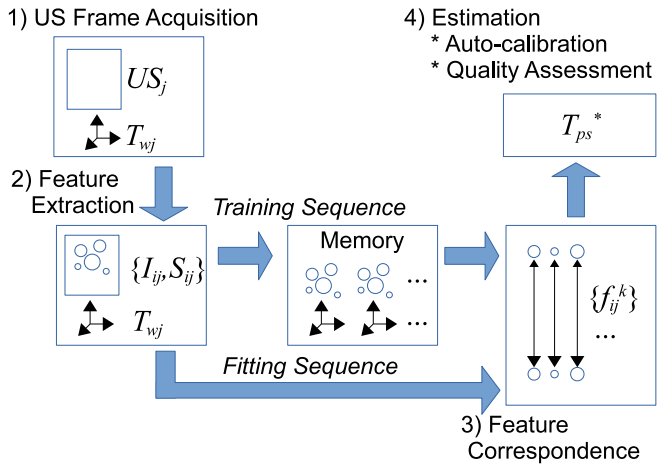 1) US Frame Acquisition
US_j
T_wj
2) Feature
Extraction
{I_ij, S_ij}
T_wj
Training Sequence
Memory
...
...
Fitting Sequence
{f_ij^k}
...
3) Feature
Correspondence
4) Estimation
* Auto-calibration
* Quality Assessment
T_ps*